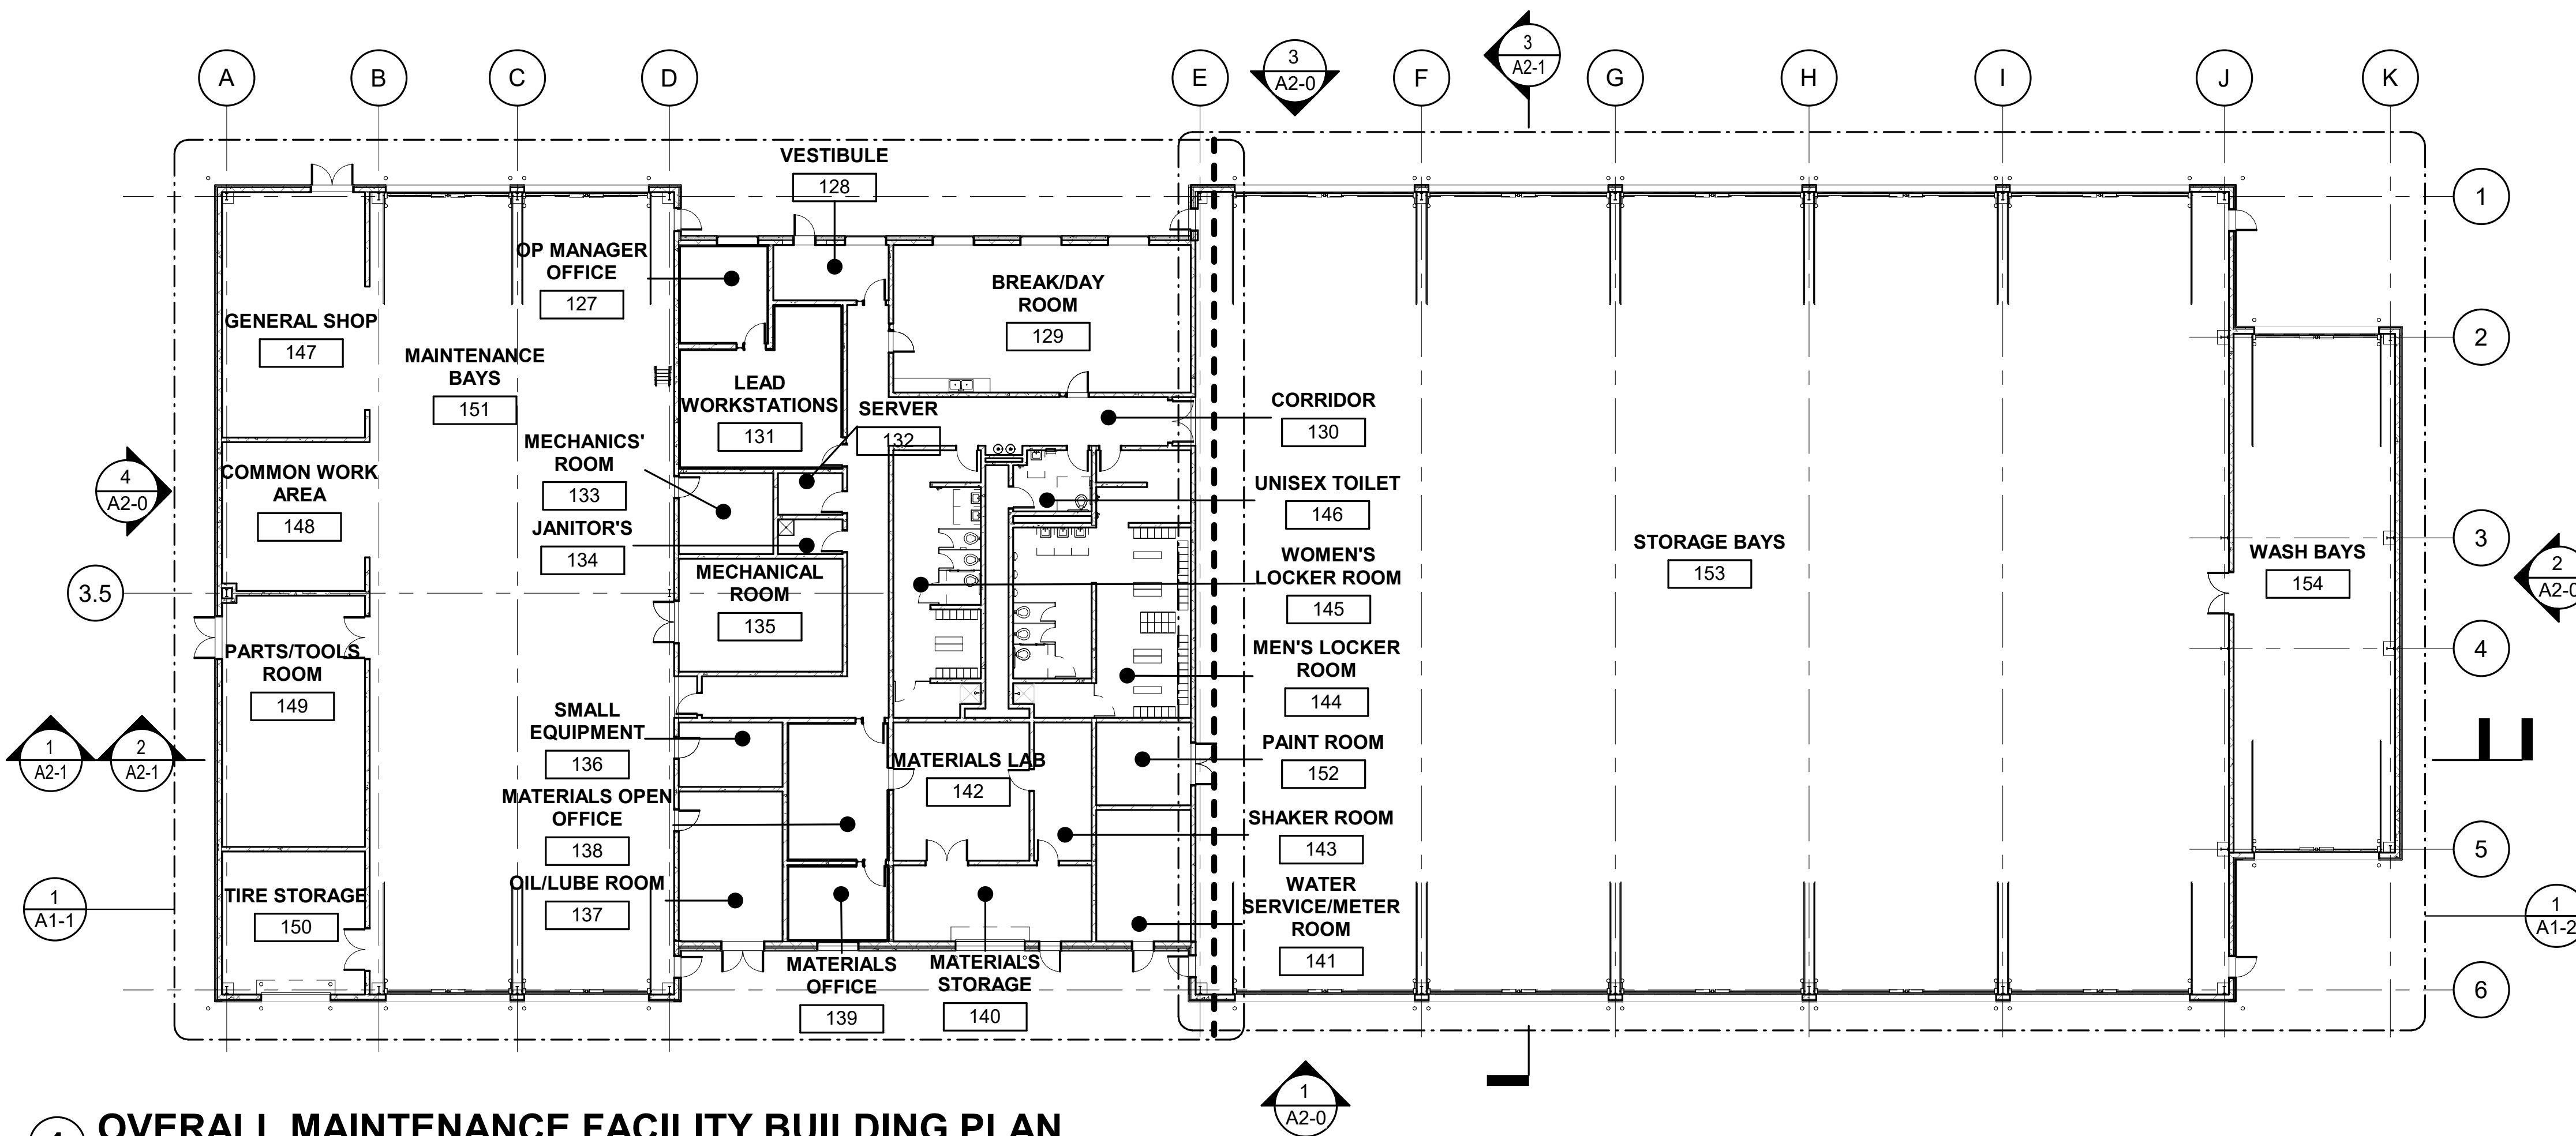 A
B
C
D
E
3
A2-0
3
A2-1
F
G
H
I
J
K
VESTIBULE
128
1
OP MANAGER
OFFICE
127
BREAK/DAY
ROOM
129
GENERAL SHOP
147
MAINTENANCE
BAYS
151
2
LEAD
WORKSTATIONS
131
SERVER
132
CORRIDOR
130
MECHANICS'
ROOM
133
COMMON WORK
AREA
148
4
A2-0
UNISEX TOILET
146
JANITOR'S
134
STORAGE BAYS
153
WASH BAYS
154
3
2
A2-0
3.5
MECHANICAL
ROOM
135
WOMEN'S
LOCKER ROOM
145
PARTS/TOOLS
ROOM
149
MEN'S LOCKER
ROOM
144
4
SMALL
EQUIPMENT
136
1
A2-1
2
A2-1
MATERIALS LAB
142
PAINT ROOM
152
MATERIALS OPEN
OFFICE
138
SHAKER ROOM
143
5
OIL/LUBE ROOM
137
TIRE STORAGE
150
1
A1-1
WATER
SERVICE/METER
ROOM
141
1
A1-2
MATERIALS
OFFICE
139
MATERIALS
STORAGE
140
6
1
A2-0
OVERALL MAINTENANCE FACILITY BUILDING PLAN